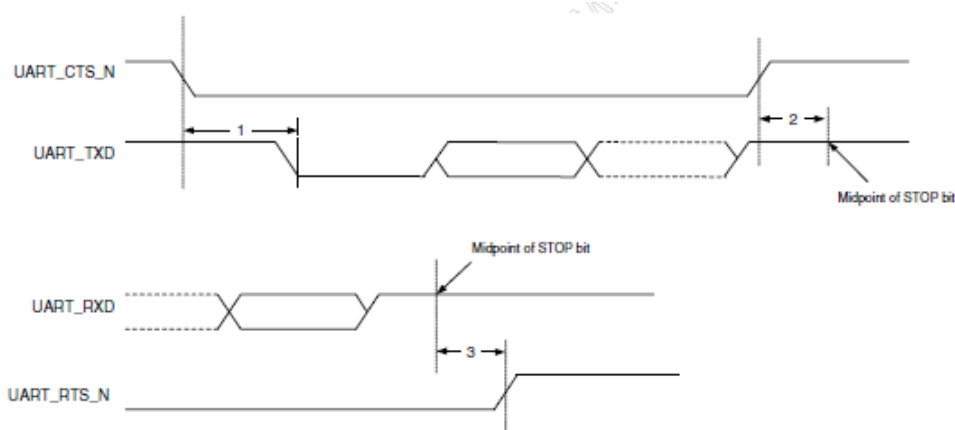 UART_CTS_N
1
2
UART_TXD
Midpoint of STOP bit
Midpoint of STOP bit
UART_RXD
3
UART_RTS_N